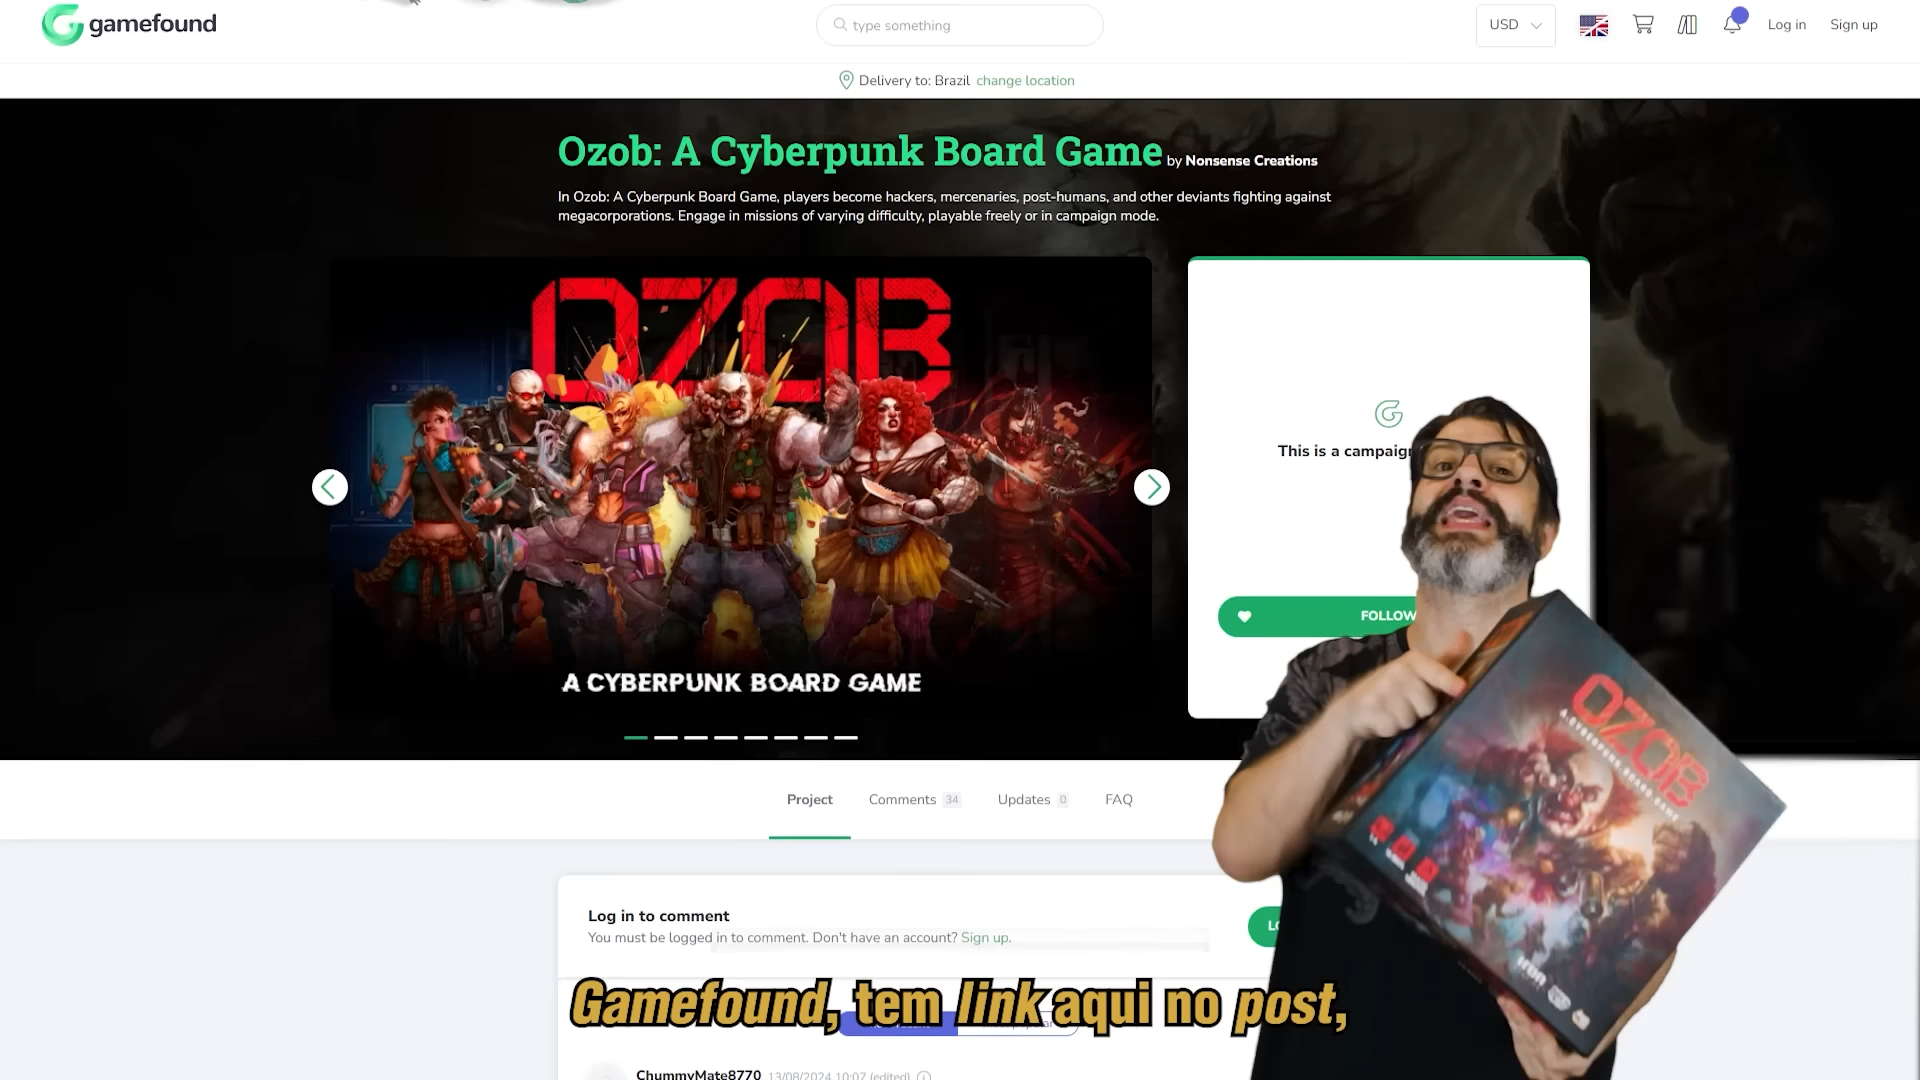 gamefound
type something
USD
Log in
Sign up
Delivery to: Brazil change location
Ozob: A Cyberpunk Board Game by Nonsense Creations
In Ozob: A Cyberpunk Board Game, players become hackers, mercenaries, post-humans, and other deviants fighting against
megacorporations. Engage in missions of varying difficulty, playable freely or in campaign mode.
OZOB
A CYBERPUNK BOARD GAME
This is a campaig
FOLLOW
OZOB
A CYBERPUNK BOARD GAME
Project
Comments 34
Updates 0
FAQ
Log in to comment
You must be logged in to comment. Don't have an account? Sign up.
Gamefound, tem link aqui no post,
ChummyMate8770 13/08/2024 10:07 (edited)